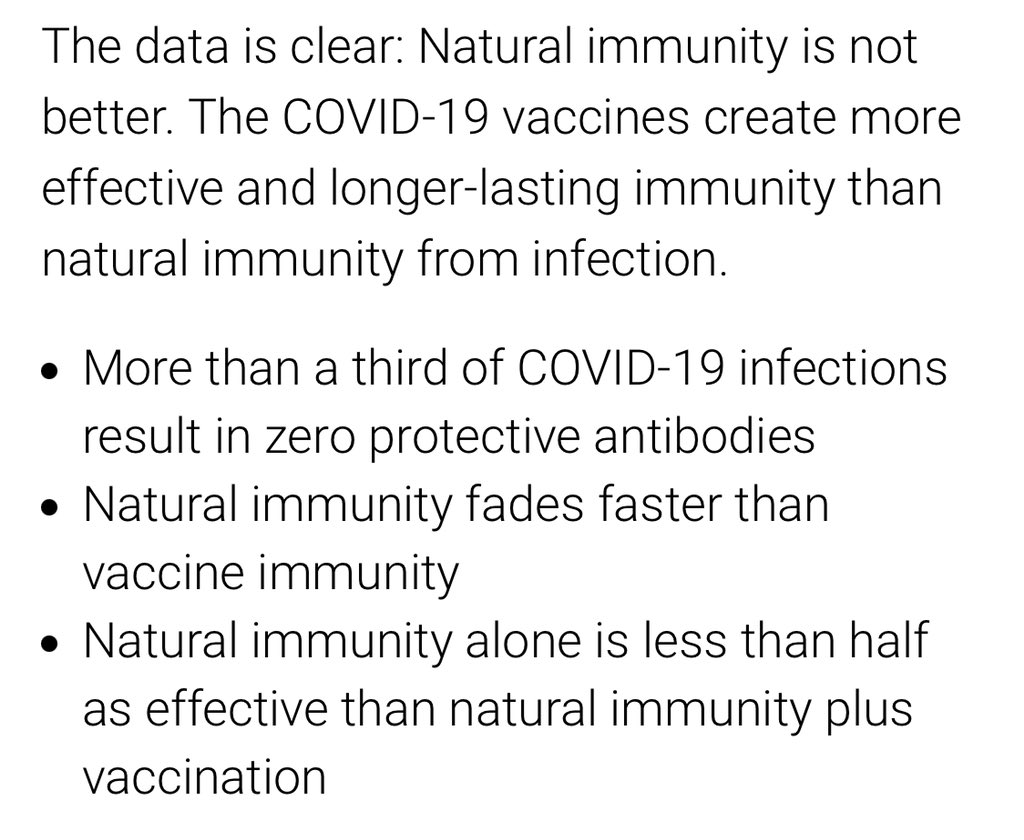 The data is clear: Natural immunity is not
better. The COVID-19 vaccines create more
effective and longer-lasting immunity than
natural immunity from infection.
• More than a third of COVID-19 infections
result in zero protective antibodies
• Natural immunity fades faster than
vaccine immunity
• Natural immunity alone is less than half
as effective than natural immunity plus
vaccination